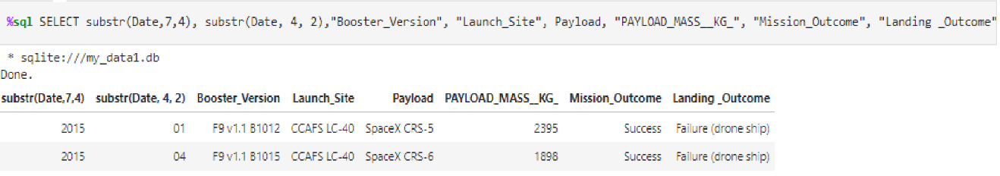 %sql SELECT substr(Date,7,4), substr(Date, 4, 2),"Booster_Version", "Launch_Site", Payload, "PAYLOAD_MASS__KG_", "Mission_Outcome", "Landing _Outcome"
* sqlite:///my_data1.db
Done.
substr(Date,7,4) substr(Date, 4, 2) Booster_Version Launch_Site Payload PAYLOAD_MASS__KG_ Mission_Outcome Landing _Outcome
2015 01 F9 v1.1 B1012 CCAFS LC-40 SpaceX CRS-5 2395 Success Failure (drone ship)
2015 04 F9 v1.1 B1015 CCAFS LC-40 SpaceX CRS-6 1898 Success Failure (drone ship)